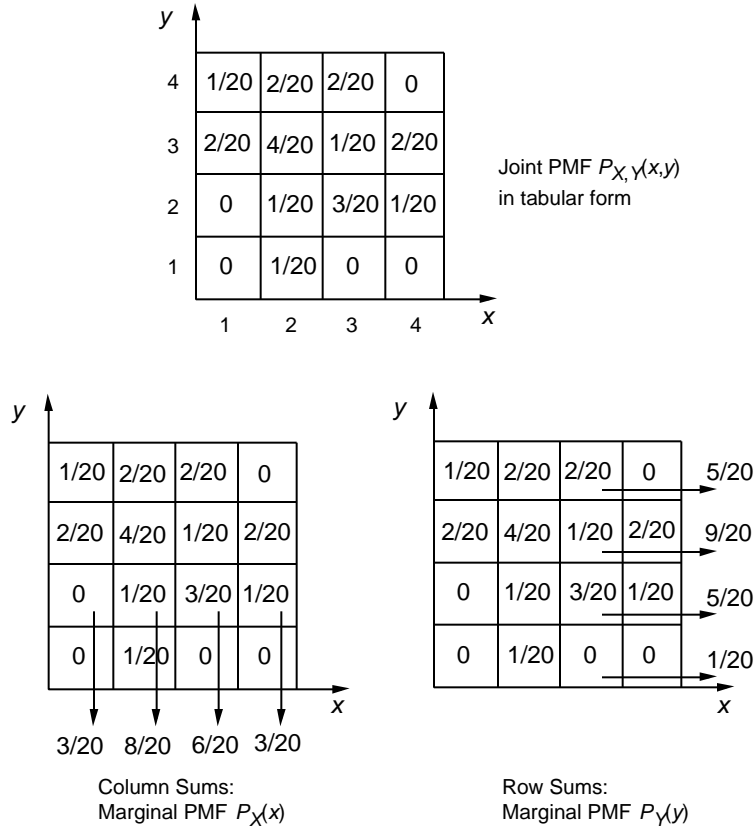 y
4 1/20 2/20 2/20 0
3 2/20 4/20 1/20 2/20
2 0 1/20 3/20 1/20
1 0 1/20 0 0
x
1 2 3 4
Joint PMF P_{X,Y}(x,y)
in tabular form
y
1/20 2/20 2/20 0
2/20 4/20 1/20 2/20
0 1/20 3/20 1/20
0 1/20 0 0
x
3/20 8/20 6/20 3/20
Column Sums:
Marginal PMF P_X(x)
y
1/20 2/20 2/20 0 5/20
2/20 4/20 1/20 2/20 9/20
0 1/20 3/20 1/20 5/20
0 1/20 0 0 1/20
x
Row Sums:
Marginal PMF P_Y(y)